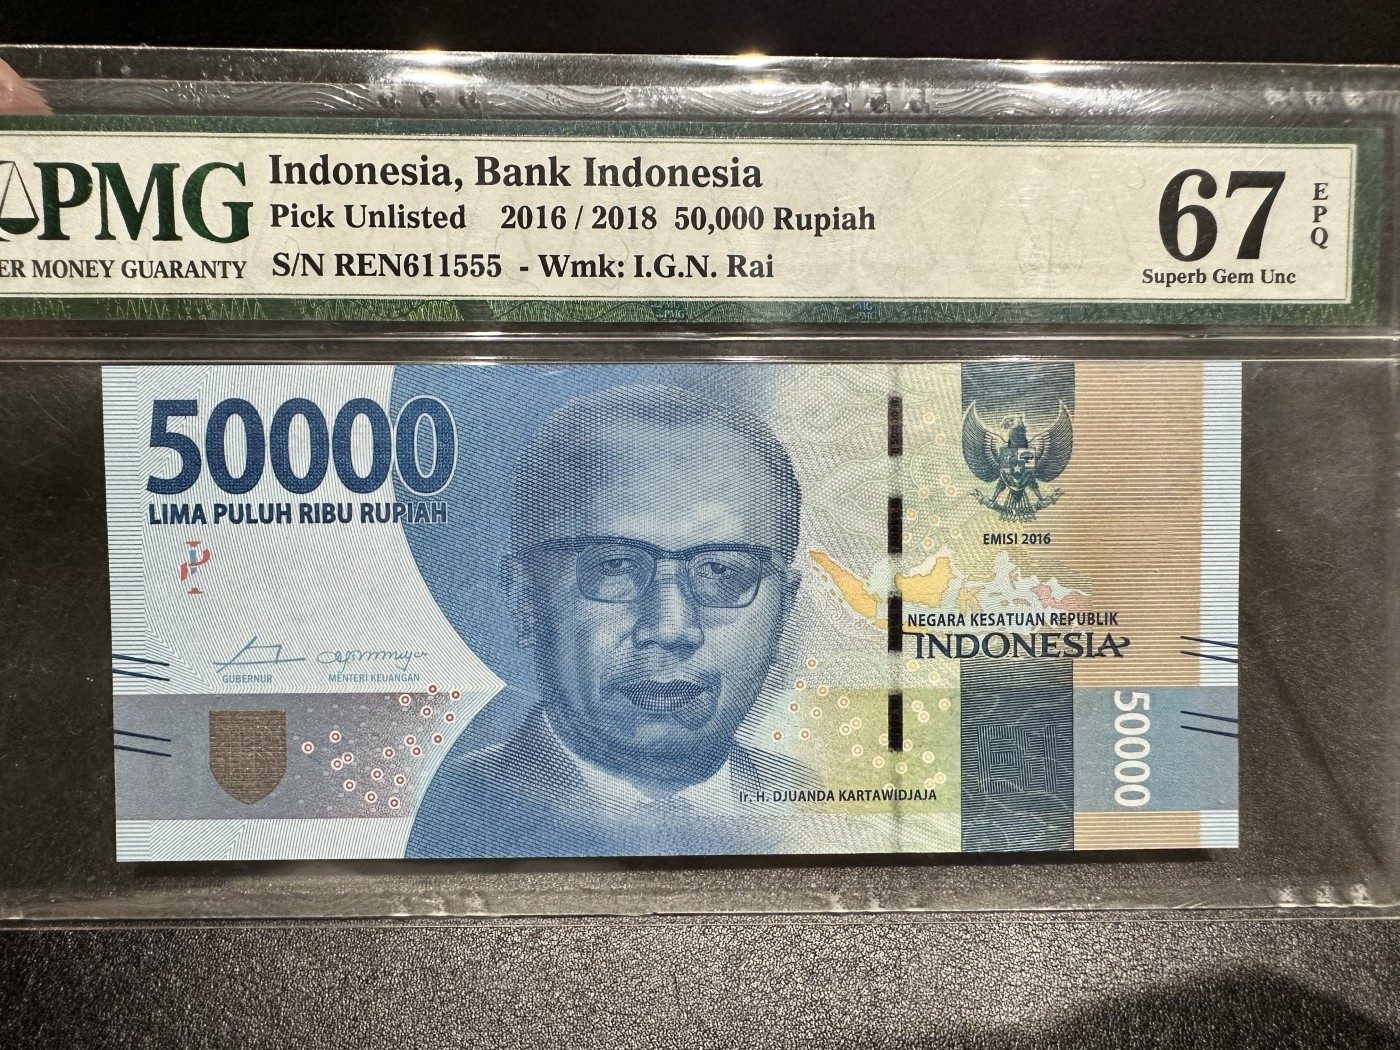 PMG
ER MONEY GUARANTY
Indonesia, Bank Indonesia
Pick Unlisted 2016 / 2018 50,000 Rupiah
S/N REN611555 - Wmk: I.G.N. Rai
67
EPQ
Superb Gem Unc
PMG
PMG
50000
LIMA PULUH RIBU RUPIAH
GUBERNUR
MENTERI KEUANGAN
EMISI 2016
NEGARA KESATUAN REPUBLIK
INDONESIA
50000
Ir. H. DJUANDA KARTAWIDJAJA